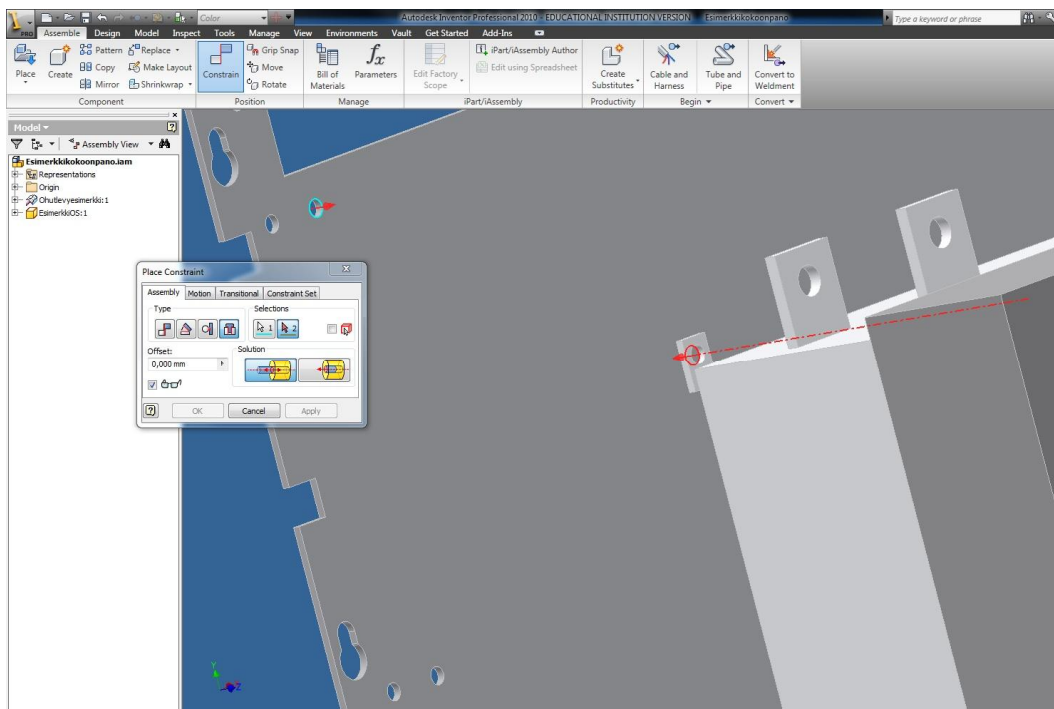 PRO
Color
Autodesk Inventor Professional 2010 - EDUCATIONAL INSTITUTION VERSION
Esimerkkikokoonpano
Type a keyword or phrase
Assemble Design Model Inspect Tools Manage View Environments Vault Get Started Add-Ins
Place
Create
Pattern
Copy
Mirror
Replace
Make Layout
Shrinkwrap
Constrain
Grip Snap
Move
Rotate
Bill of Materials
fx
Parameters
Edit Factory Scope
iPart/iAssembly Author
Edit using Spreadsheet
Create Substitutes
Cable and Harness
Tube and Pipe
Convert to Weldment
Component
Position
Manage
iPart/iAssembly
Productivity
Begin
Convert
Model
Assembly View
Esimerkkikokoonpano.iam
Representations
Origin
Ohutlevyesimerkki:1
EsimerkkiOS:1
Place Constraint
Assembly Motion Transitional Constraint Set
Type
Selections
1
2
Offset:
Solution
0,000 mm
OK
Cancel
Apply
Y
Z